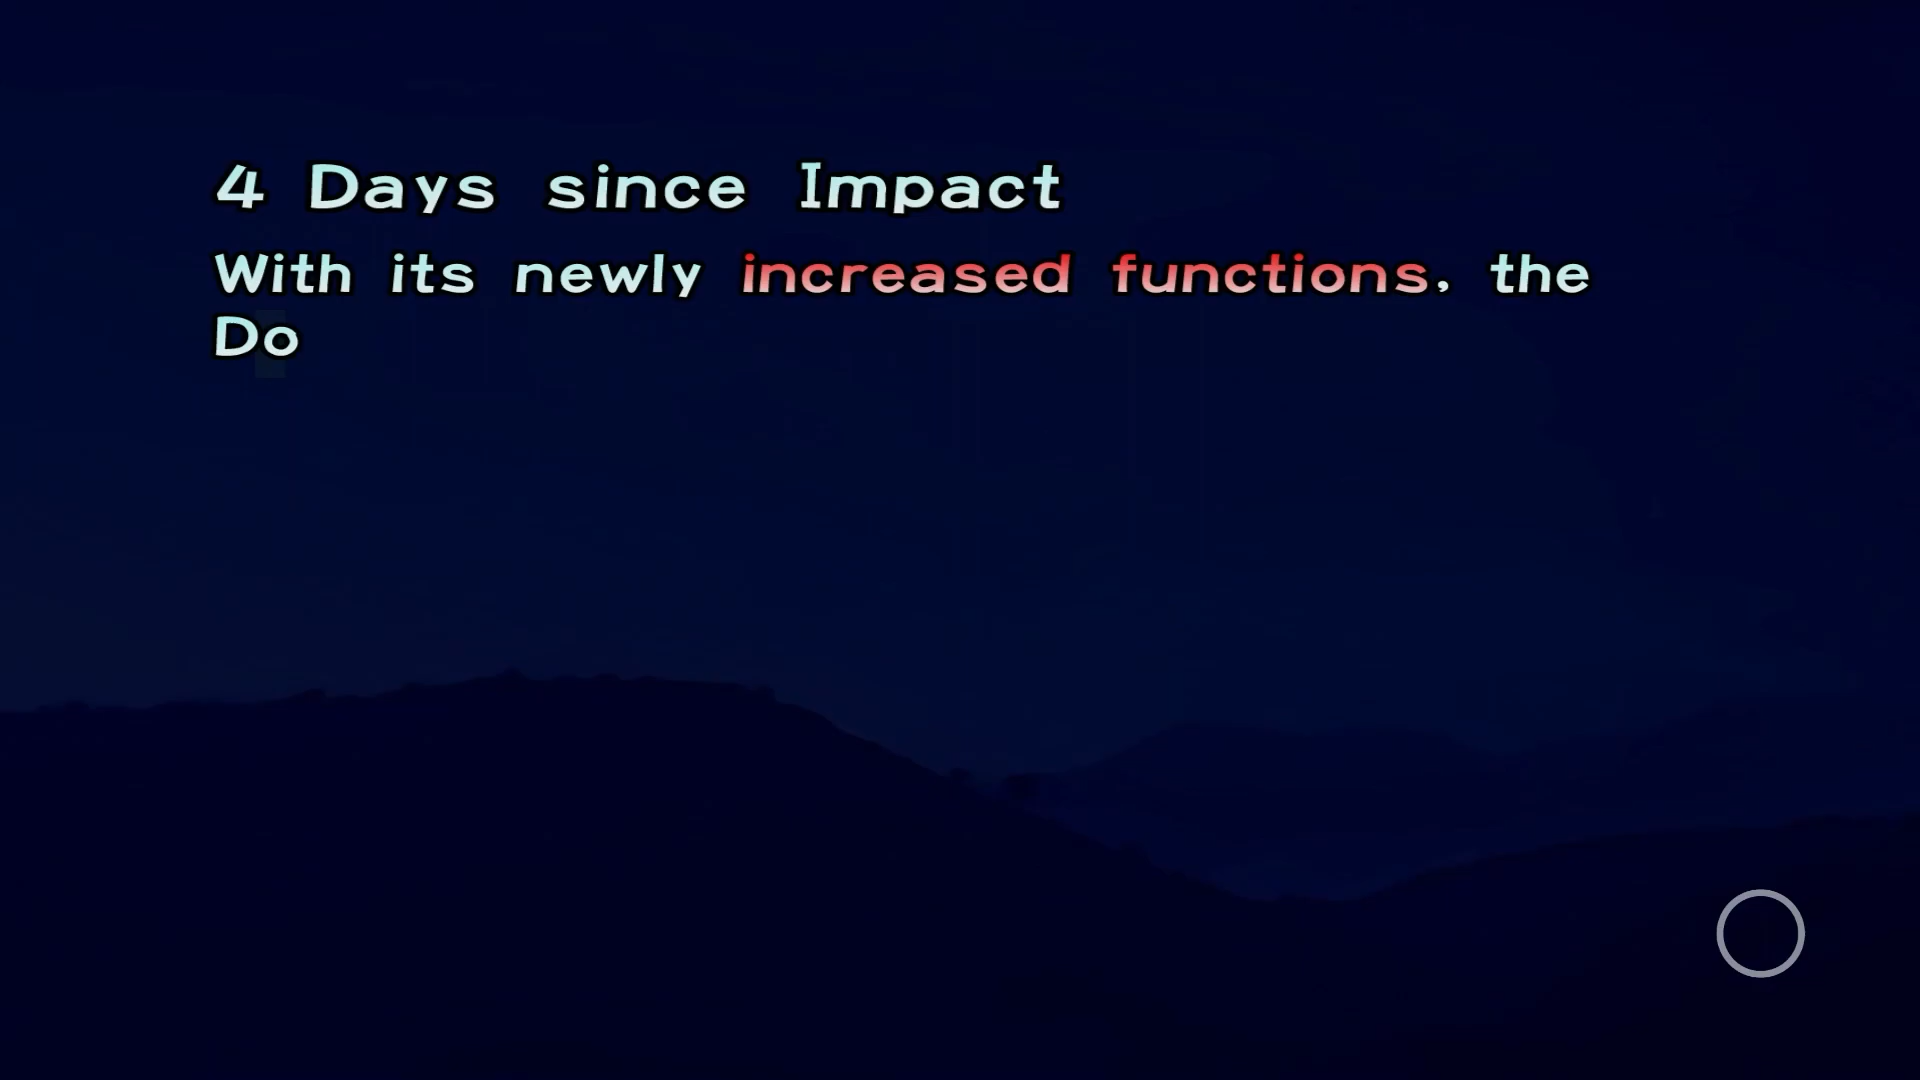 4 Days since Impact
With its newly increased functions, the
Do